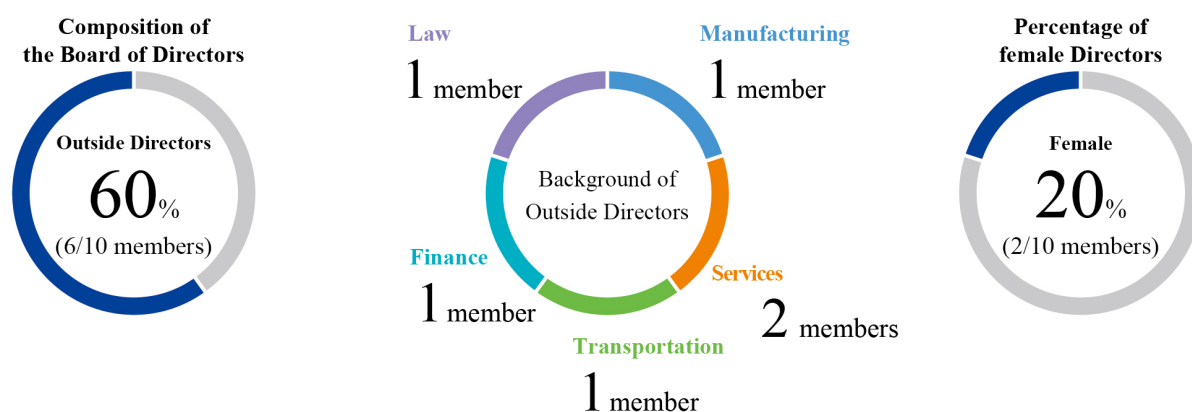 Composition of
the Board of Directors
Outside Directors
60%
(6/10 members)
Law
1 member
Manufacturing
1 member
Background of
Outside Directors
Finance
1 member
Services
2 members
Transportation
1 member
Percentage of
female Directors
Female
20%
(2/10 members)